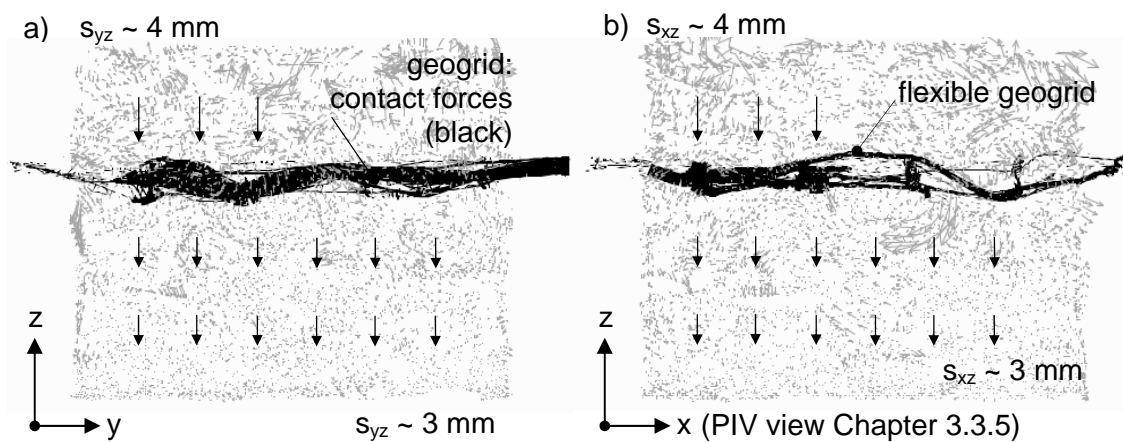 a)
s_yz ~ 4 mm
geogrid:
contact forces
(black)
z
y
s_yz ~ 3 mm
b)
s_xz ~ 4 mm
flexible geogrid
z
s_xz ~ 3 mm
x (PIV view Chapter 3.3.5)